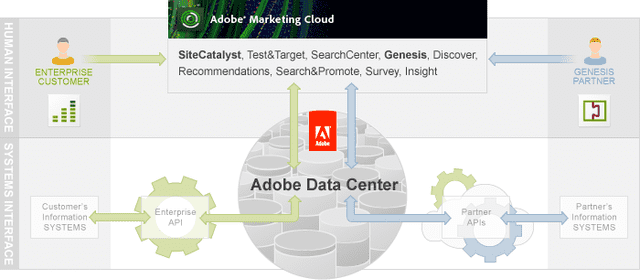 Adobe® Marketing Cloud
SiteCatalyst, Test&Target, SearchCenter, Genesis, Discover,
Recommendations, Search&Promote, Survey, Insight
HUMAN INTERFACE
ENTERPRISE
CUSTOMER
GENESIS
PARTNER
Adobe
SYSTEMS INTERFACE
Adobe Data Center
Customer's
Information
SYSTEMS
Enterprise
API
Partner
APIs
Partner's
Information
SYSTEMS